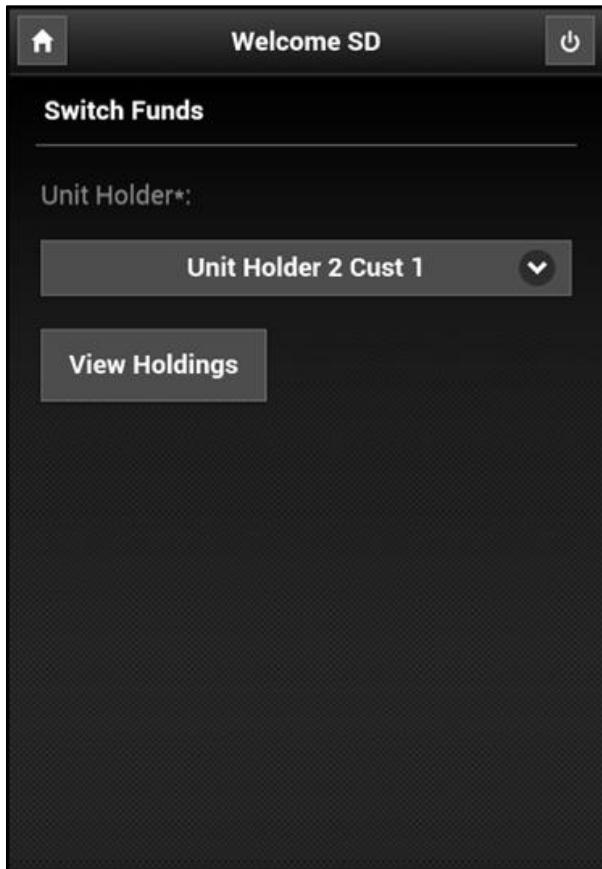 Welcome SD
Switch Funds
Unit Holder*:
Unit Holder 2 Cust 1
View Holdings